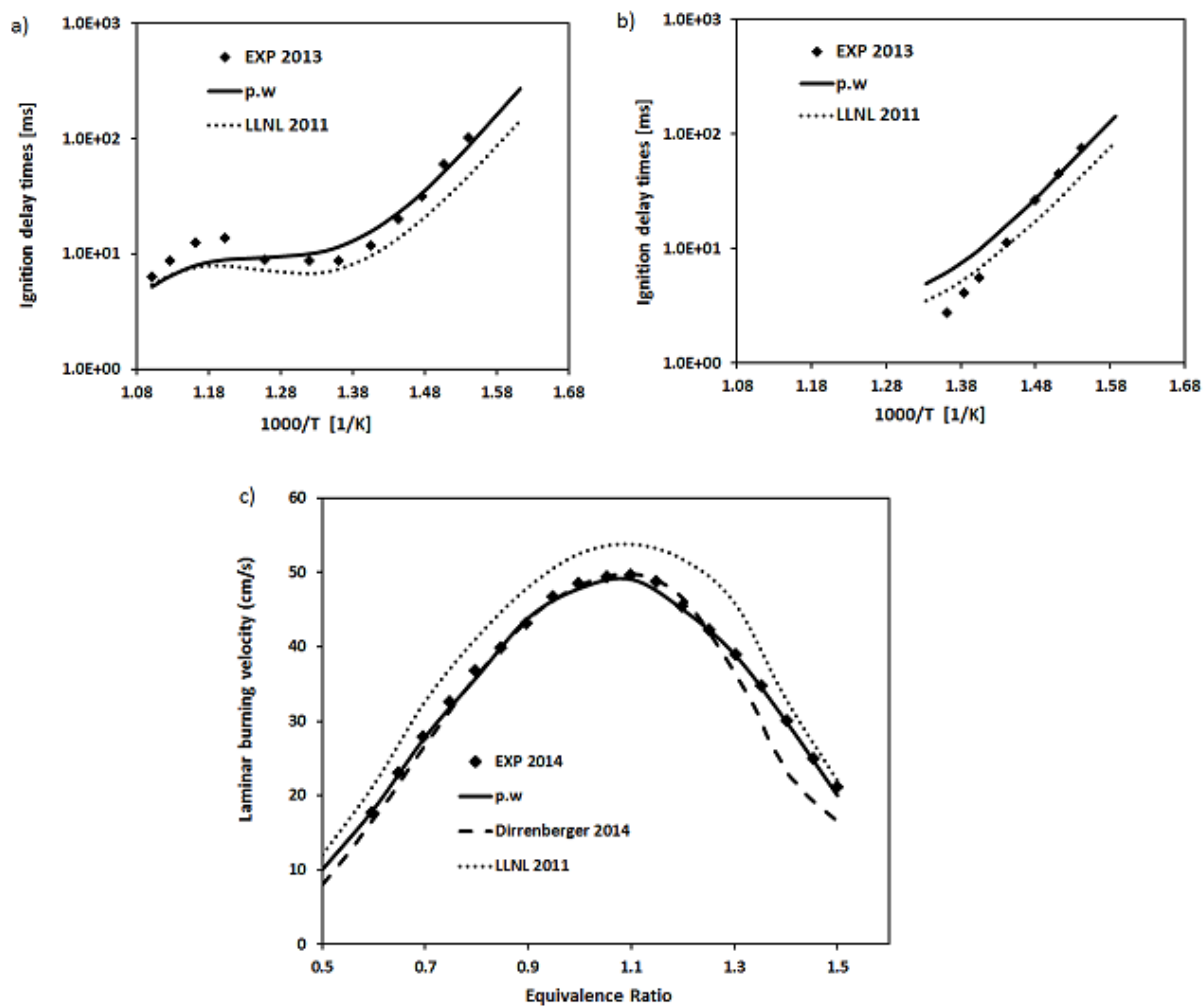 a)
1.0E+03
1.0E+02
1.0E+01
1.0E+00
Ignition delay times [ms]
EXP 2013
p.w
LLNL 2011
1.08 1.18 1.28 1.38 1.48 1.58 1.68
1000/T [1/K]
b)
1.0E+03
1.0E+02
1.0E+01
1.0E+00
Ignition delay times [ms]
EXP 2013
p.w
LLNL 2011
1.08 1.18 1.28 1.38 1.48 1.58 1.68
1000/T [1/K]
c)
60
50
40
30
20
10
0
Laminar burning velocity (cm/s)
EXP 2014
p.w
Dirrenberger 2014
LLNL 2011
0.5 0.7 0.9 1.1 1.3 1.5
Equivalence Ratio